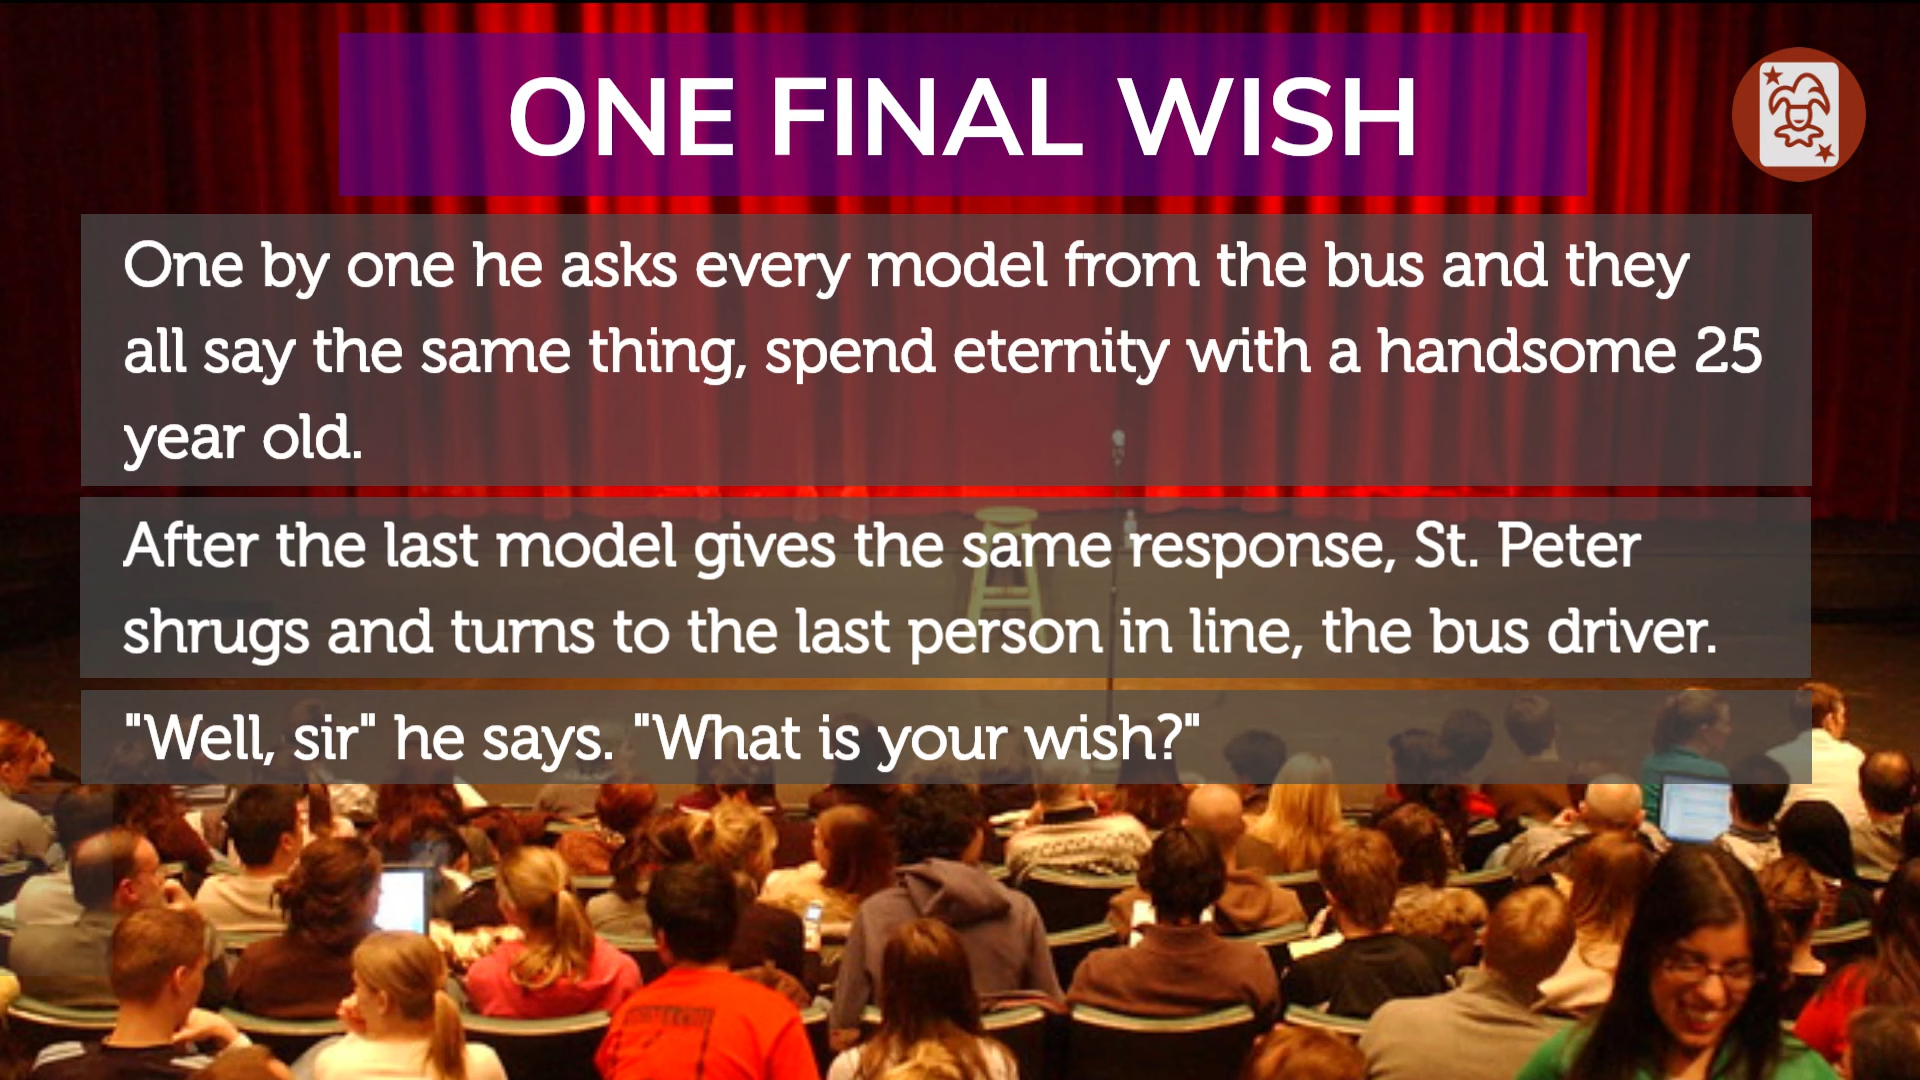 ONE FINAL WISH
One by one he asks every model from the bus and they
all say the same thing, spend eternity with a handsome 25
year old.
After the last model gives the same response, St. Peter
shrugs and turns to the last person in line, the bus driver.
"Well, sir" he says. "What is your wish?"